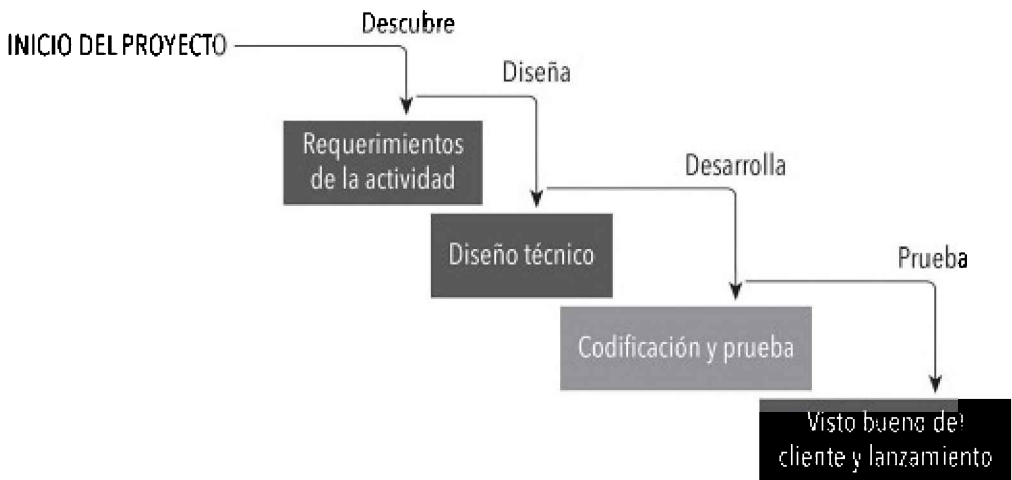 Descubre
INICIO DEL PROYECTO
Diseña
Requerimientos
de la actividad
Desarrolla
Diseño técnico
Prueba
Codificación y prueba
Visto bueno del
cliente y lanzamiento